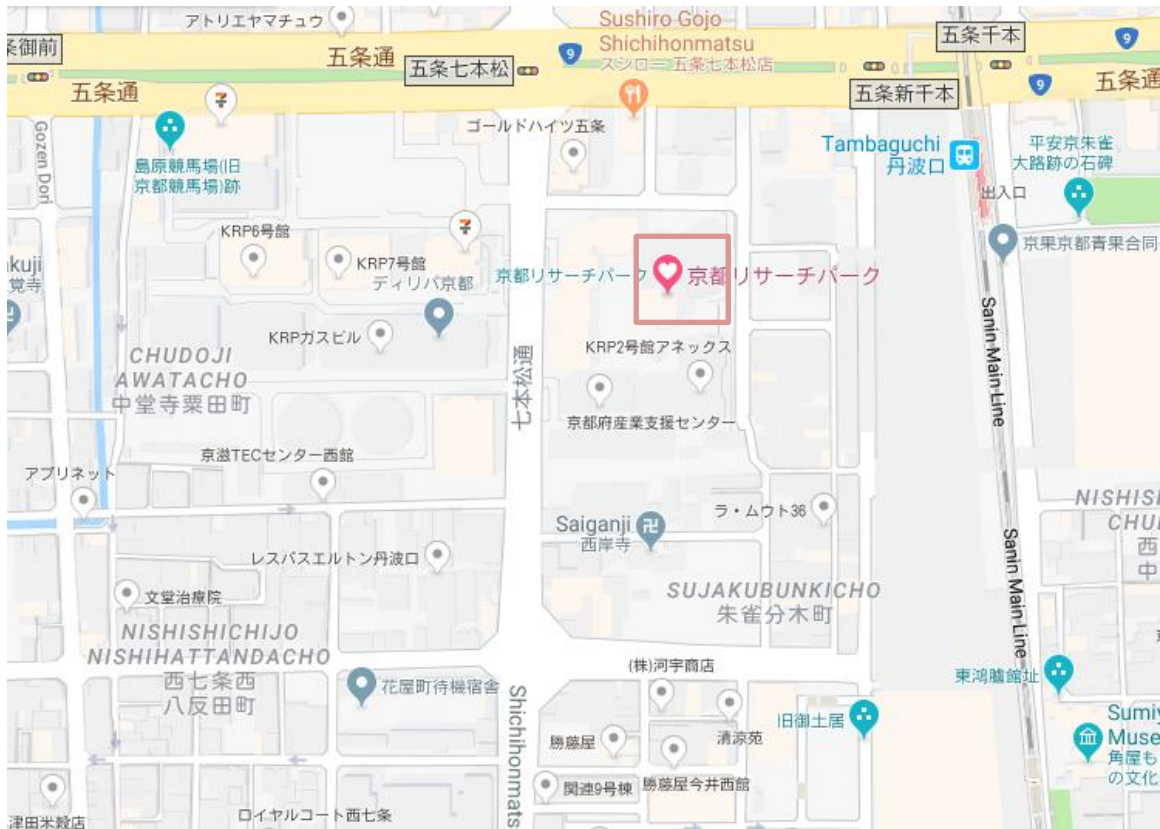 アトリエヤマチュウ
Sushiro Gojo
Shichihonmatsu
スシロー 五条七本松店
条御前
五条通
五条七本松
9
五条千本
9
五条通
五条新千本
9
五条通
Gozen Dori
島原競馬場(旧
京都競馬場)跡
ゴールドハイツ五条
Tambaguchi
丹波口
平安京朱雀
大路跡の石碑
出入口
KRP6号館
KRP7号館
ディリパ京都
京都リサーチパーク
京都リサーチパーク
京果京都青果合同
kuji
覚寺
KRPガスビル
KRP2号館アネックス
Sanin Main Line
CHUDOJI
AWATACHO
中堂寺粟田町
七本松通
京都府産業支援センター
京滋TECセンター西館
アプリネット
ラ・ムウト36
NISHISI
CHU
西
中
Saiganji
西岸寺
Sanin Main Line
レスパスエルトン丹波口
文堂治療院
SUJAKUBUNKICHO
朱雀分木町
NISHISHICHIJO
NISHIHATTANDACHO
西七条西
八反田町
(株)河宇商店
東鴻臚館址
花屋町待機宿舎
Shichihonmats
旧御土居
清涼苑
勝藤屋
Sumiy
Muse
角屋も
の文化
関連9号棟
勝藤屋今井西館
津田米穀店
ロイヤルコート西七条